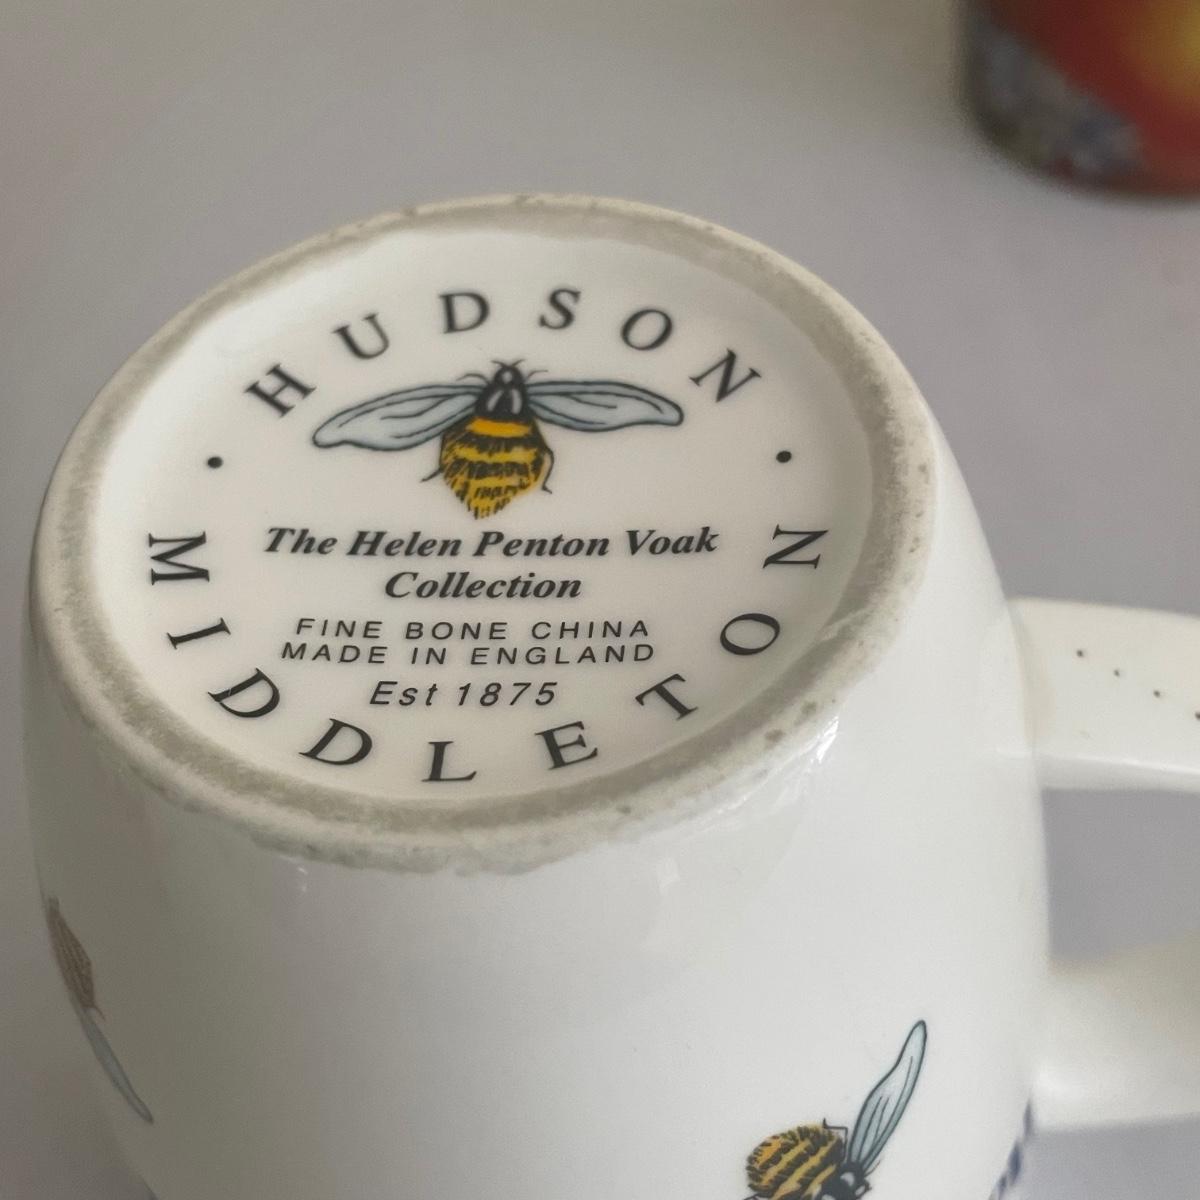 HUDSON
The Helen Penton Voak
Collection
FINE BONE CHINA
MADE IN ENGLAND
Est 1875
MIDDLETON